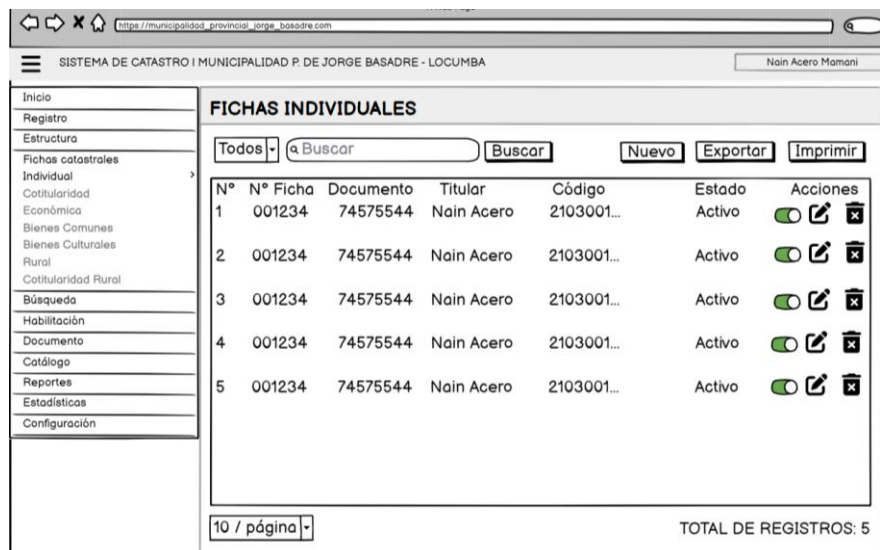 https://municipalidad_provincial_jorge_basadre.com
SISTEMA DE CATASTRO I MUNICIPALIDAD P. DE JORGE BASADRE - LOCUMBA
Nain Acero Mamani
Inicio
Registro
Estructura
Fichas catastrales
Individual >
Cotitularidad
Económica
Bienes Comunes
Bienes Culturales
Rural
Cotitularidad Rural
Búsqueda
Habilitación
Documento
Catálogo
Reportes
Estadísticas
Configuración
FICHAS INDIVIDUALES
Todos Buscar Buscar Nuevo Exportar Imprimir
N° N° Ficha Documento Titular Código Estado Acciones
1 001234 74575544 Nain Acero 2103001... Activo
2 001234 74575544 Nain Acero 2103001... Activo
3 001234 74575544 Nain Acero 2103001... Activo
4 001234 74575544 Nain Acero 2103001... Activo
5 001234 74575544 Nain Acero 2103001... Activo
10 / página TOTAL DE REGISTROS: 5